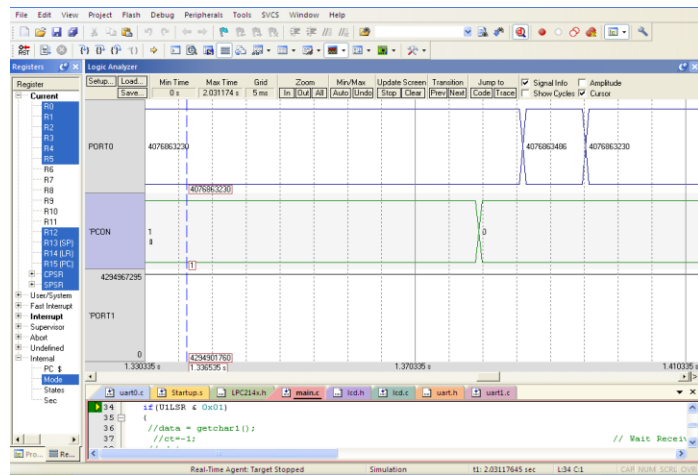 File Edit View Project Flash Debug Peripherals Tools SVCS Window Help
Registers
Register
Current
R0
R1
R2
R3
R4
R5
R6
R7
R8
R9
R10
R11
R12
R13 (SP)
R14 (LR)
R15 (PC)
CPSR
SPSR
User/System
Fast Interrupt
Interrupt
Supervisor
Abort
Undefined
Internal
PC $
Mode
States
Sec
Pro... Re...
Logic Analyzer
Setup... Load... Min Time Max Time Grid Zoom Min/Max Update Screen Transition Jump to Signal Info Amplitude
Save... 0 s 2.031174 s 5 ms In Out All Auto Undo Stop Clear Prev Next Code Trace Show Cycles Cursor
PORT0 4076863230 4076863486 4076863230
4076863230
PCON 1 0
1
4294967295
PORT1
0 4294901760
1.330335 s 1.336535 s 1.370335 s 1.410335 s
uart0.c Startup.s LPC214x.h main.c lcd.h lcd.c uart.h uart1.c
34 if(U1LSR & 0x01)
35 {
36 //data = getchar1();
37 //ct=-1; // Wait Receiv
Real-Time Agent: Target Stopped Simulation t1: 2.03117645 sec L:34 C:1 CAP NUM SCRL OVR